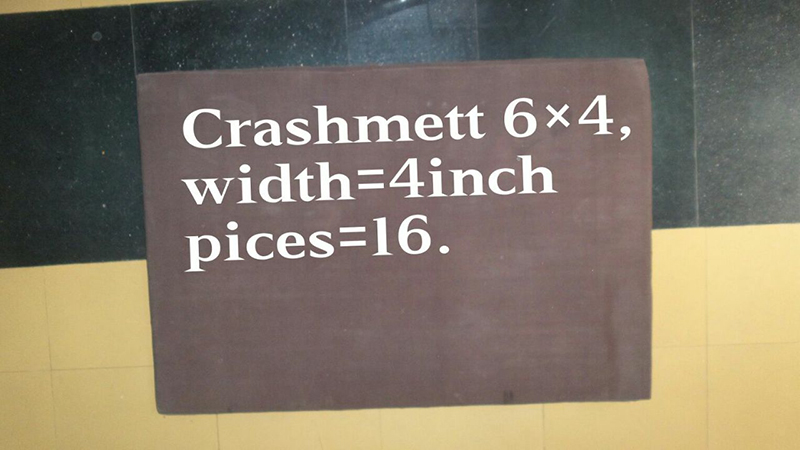 Crashmett 6×4,
width=4inch
pices=16.